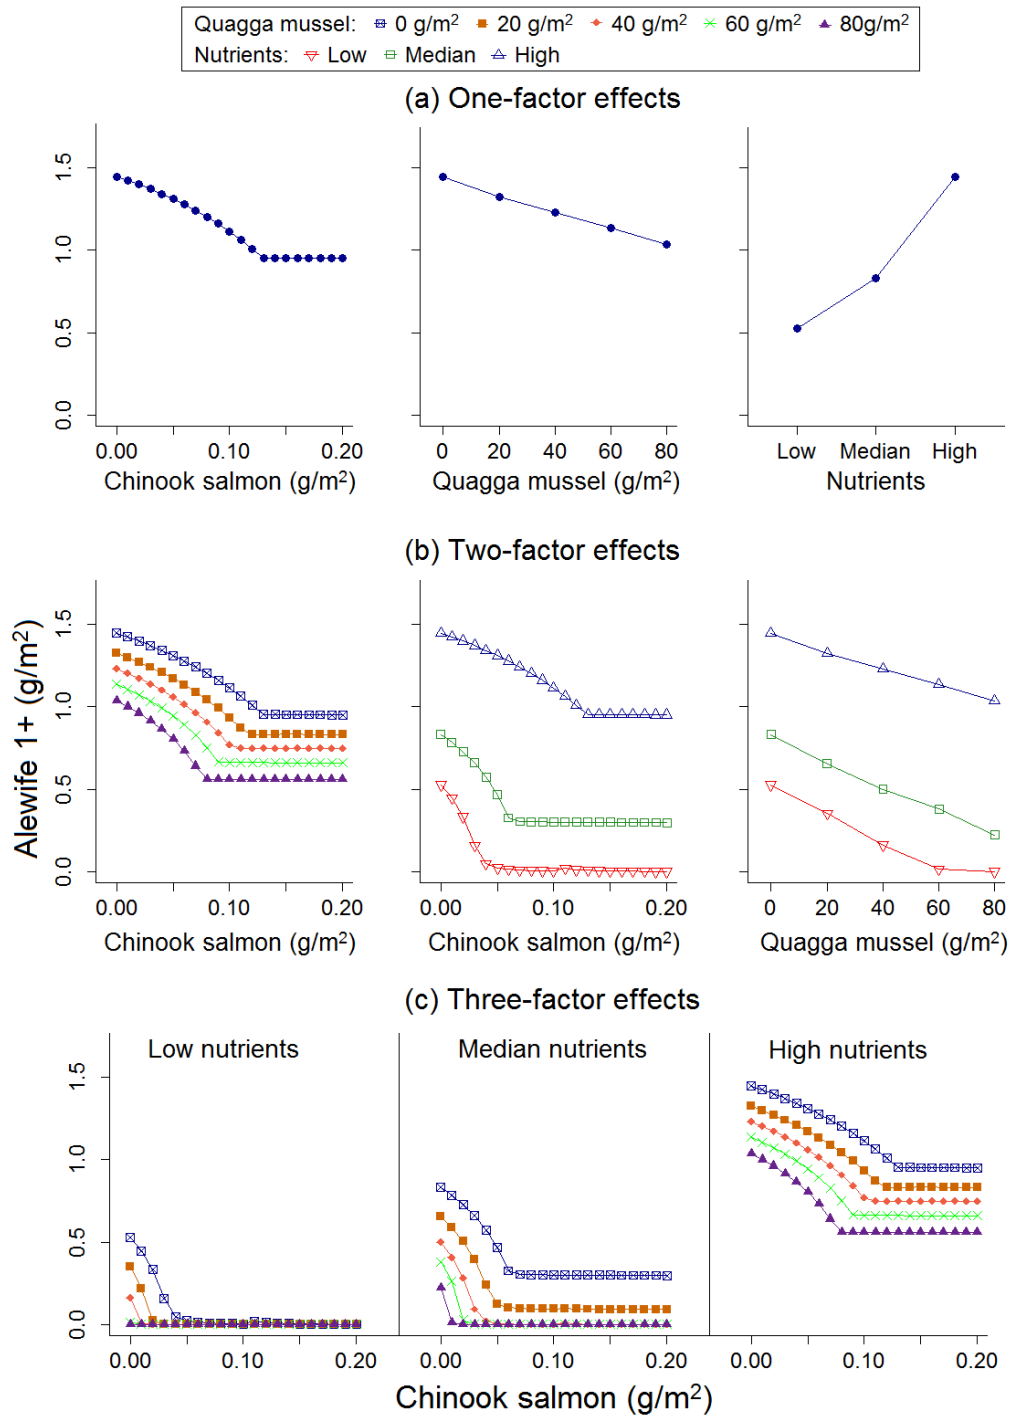 Quagga mussel: 0 g/m² 20 g/m² 40 g/m² 60 g/m² 80g/m²
Nutrients: Low Median High
(a) One-factor effects
0.0 0.5 1.0 1.5
0.00 0.10 0.20
Chinook salmon (g/m²)
0 20 40 60 80
Quagga mussel (g/m²)
Low Median High
Nutrients
(b) Two-factor effects
Alewife 1+ (g/m²)
0.0 0.5 1.0 1.5
0.00 0.10 0.20
Chinook salmon (g/m²)
0.00 0.10 0.20
Chinook salmon (g/m²)
0 20 40 60 80
Quagga mussel (g/m²)
(c) Three-factor effects
Low nutrients
Median nutrients
High nutrients
0.0 0.5 1.0 1.5
0.00 0.10 0.20
0.00 0.10 0.20
0.00 0.10 0.20
Chinook salmon (g/m²)